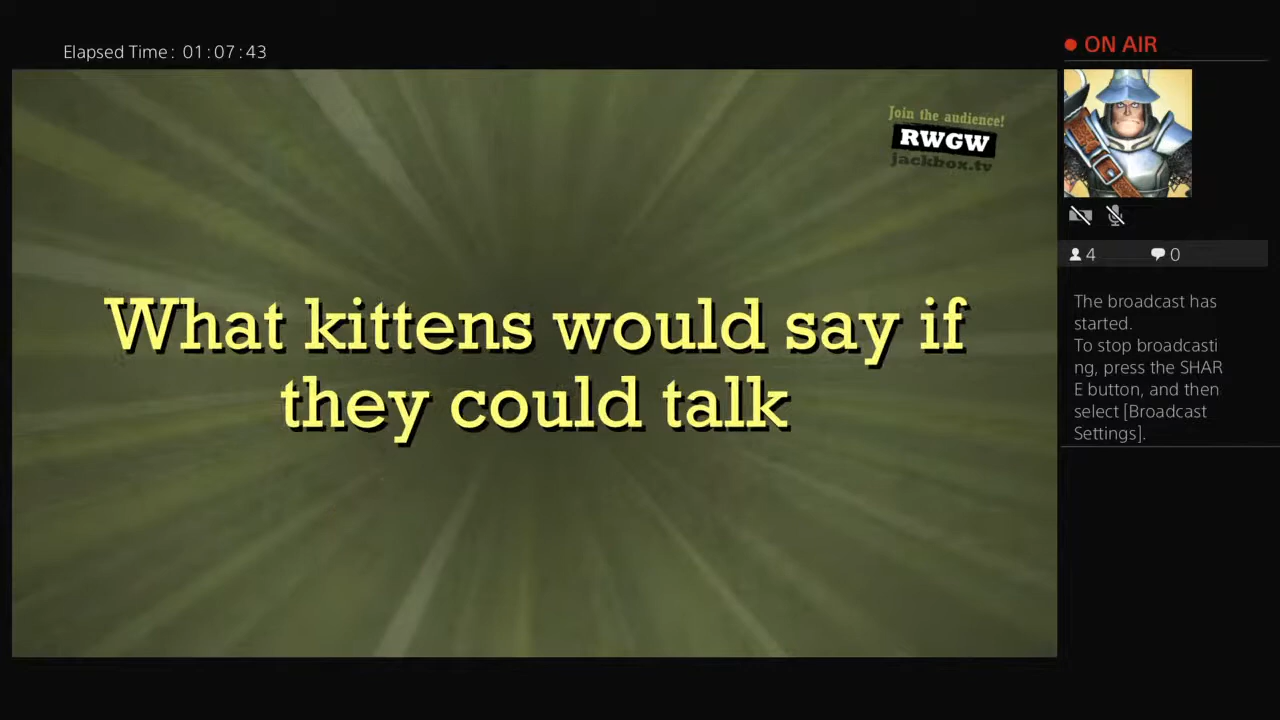 Elapsed Time: 01:07:43
ON AIR
Join the audience!
RWGW
jackbox.tv
4
0
What kittens would say if
they could talk
The broadcast has
started.
To stop broadcasti
ng, press the SHAR
E button, and then
select [Broadcast
Settings].